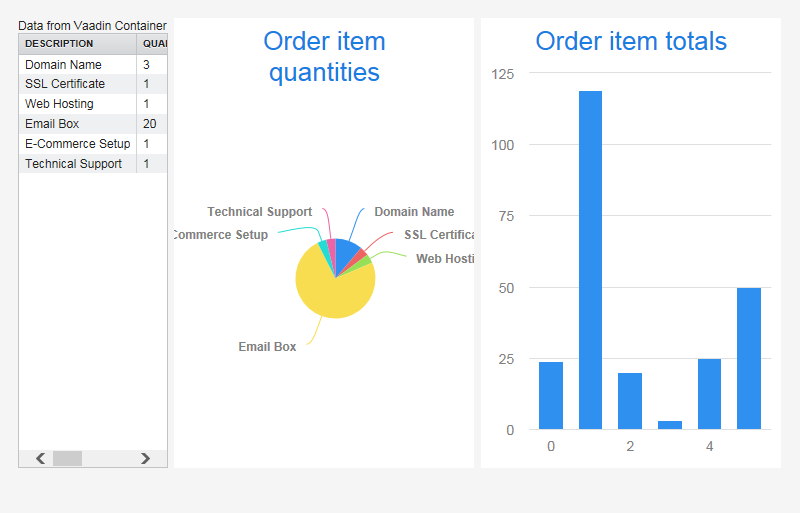 Data from Vaadin Container
DESCRIPTION QUAI
Domain Name 3
SSL Certificate 1
Web Hosting 1
Email Box 20
E-Commerce Setup 1
Technical Support 1
Order item
quantities
Technical Support
Domain Name
Commerce Setup
SSL Certifica
Web Hosti
Email Box
Order item totals
125
100
75
50
25
0
0 2 4